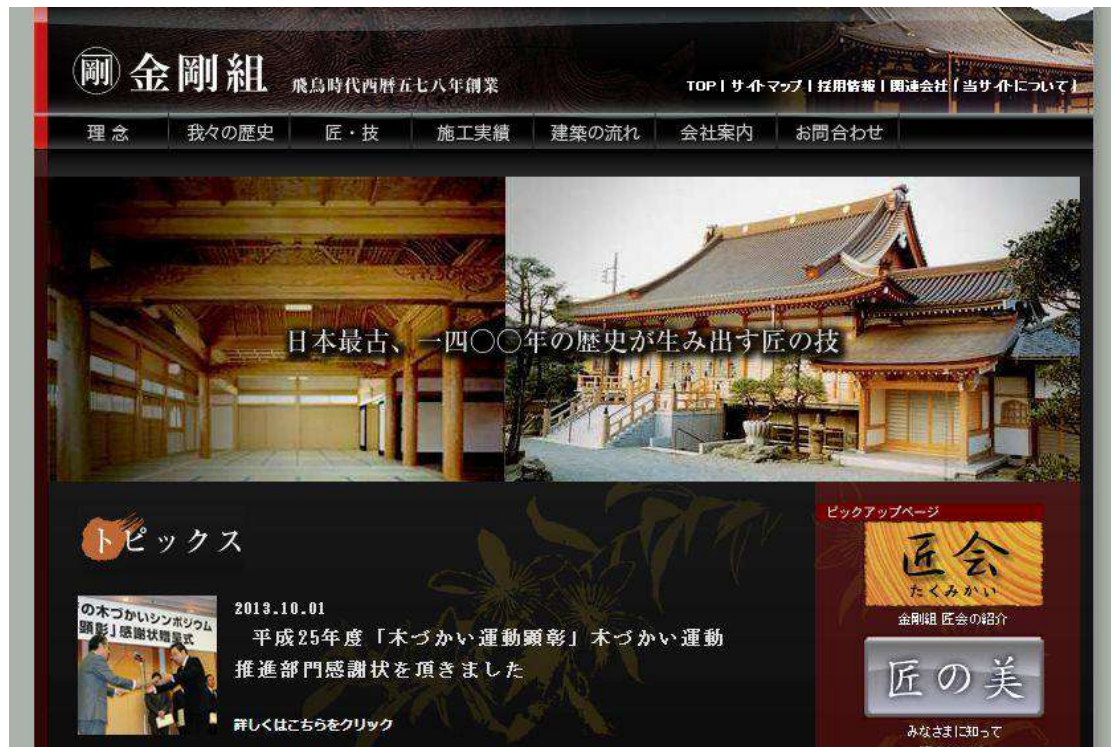 剛 金剛組 飛鳥時代西暦五七八年創業
TOP | サイトマップ | 採用情報 | 関連会社 | 当サイトについて |
理念 我々の歴史 匠・技 施工実績 建築の流れ 会社案内 お問合わせ
日本最古、一四〇〇年の歴史が生み出す匠の技
トピックス
の木づかいシンポジウム
顕彰」感謝状贈呈式
2013.10.01
平成25年度「木づかい運動顕彰」木づかい運動
推進部門感謝状を頂きました
詳しくはこちらをクリック
ピックアップページ
匠会
たくみかい
金剛組 匠会の紹介
匠の美
みなさまに知って